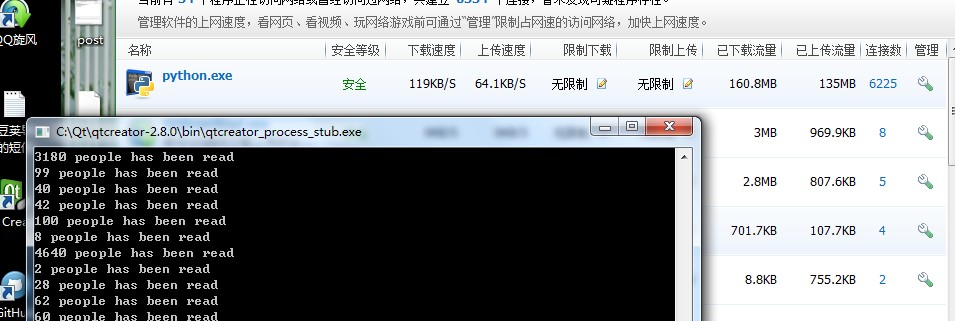 管理软件的上网速度，看网页、看视频、玩网络游戏前可通过“管理”限制占网速的访问网络，加快上网速度。
QQ旋风
post
名称 安全等级 下载速度 上传速度 限制下载 限制上传 已下载流量 已上传流量 连接数 管理
python.exe 安全 119KB/S 64.1KB/S 无限制 无限制 160.8MB 135MB 6225
C:\Qt\qtcreator-2.8.0\bin\qtcreator_process_stub.exe
3MB 969.9KB 8
3180 people has been read
99 people has been read
2.8MB 807.6KB 5
40 people has been read
42 people has been read
100 people has been read
701.7KB 107.7KB 4
8 people has been read
4640 people has been read
2 people has been read
8.8KB 755.2KB 2
28 people has been read
62 people has been read
60 people has been read
豆荚
的短信
Qt
Crea
GitHu